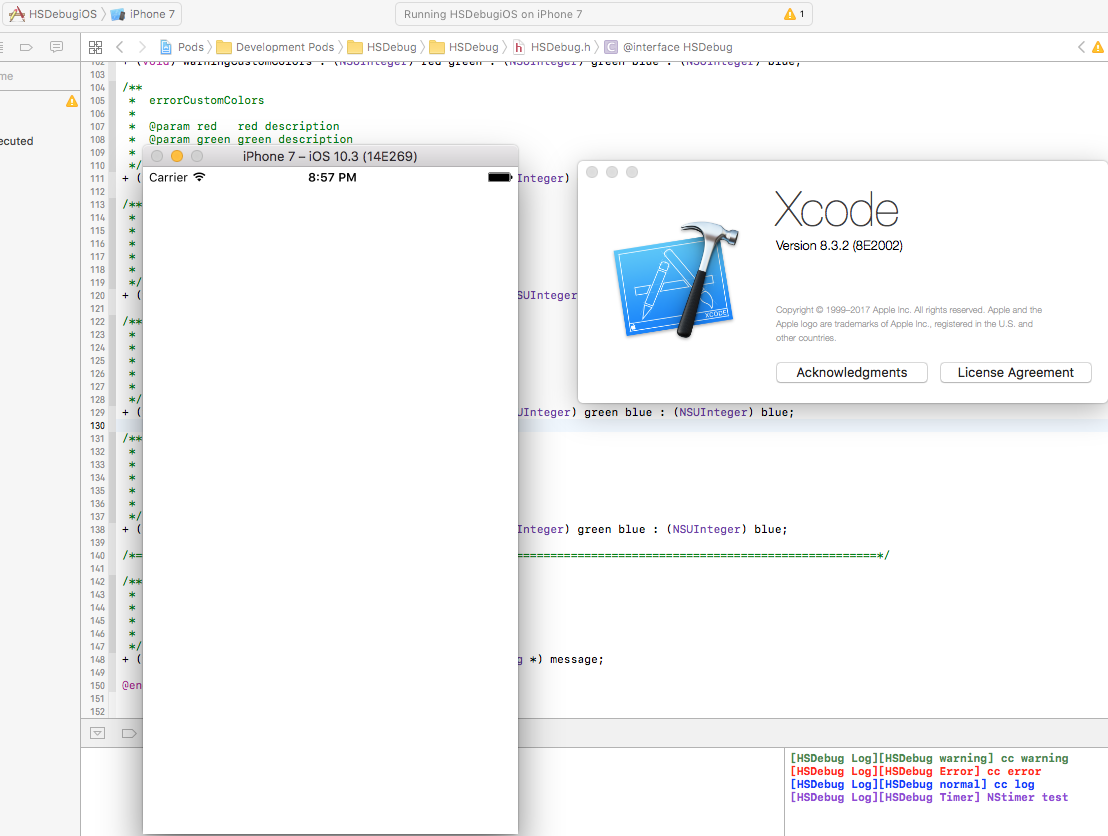 HSDebugiOS iPhone 7
Running HSDebugiOS on iPhone 7 1
Pods Development Pods HSDebug HSDebug h HSDebug.h C @interface HSDebug
me
ecuted
102 + (void) warningCustomColors : (NSUInteger) red green : (NSUInteger) green blue : (NSUInteger) blue;
103
104 /**
105 * errorCustomColors
106 *
107 * @param red red description
108 * @param green green description
109 *
110 */
111 + ( Integer)
112
113 /**
114 *
115 *
116 *
117 *
118 *
119 */
120 + ( SUInteger
121
122 /**
123 *
124 *
125 *
126 *
127 *
128 */
129 + ( UInteger) green blue : (NSUInteger) blue;
130
131 /**
132 *
133 *
134 *
135 *
136 *
137 */
138 + ( Integer) green blue : (NSUInteger) blue;
139
140 /*= =====================================================*/
141
142 /**
143 *
144 *
145 *
146 *
147 */
148 + ( g *) message;
149
150 @en
151
152
iPhone 7 – iOS 10.3 (14E269)
Carrier 8:57 PM
Xcode
Version 8.3.2 (8E2002)
XCODE
Copyright © 1999–2017 Apple Inc. All rights reserved. Apple and the
Apple logo are trademarks of Apple Inc., registered in the U.S. and
other countries.
Acknowledgments License Agreement
[HSDebug Log][HSDebug warning] cc warning
[HSDebug Log][HSDebug Error] cc error
[HSDebug Log][HSDebug normal] cc log
[HSDebug Log][HSDebug Timer] NStimer test